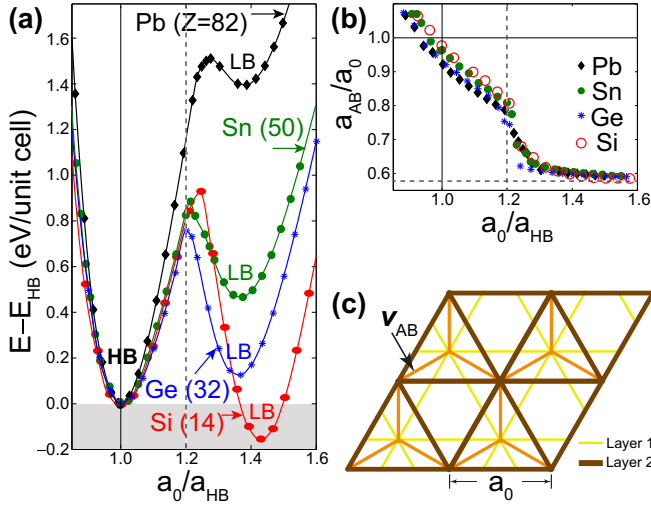 (a)
Pb (Z=82)
LB
Sn (50)
LB
HB
LB
Ge (32)
Si (14)
LB
1.6
1.4
1.2
1.0
0.8
0.6
0.4
0.2
0.0
−0.2
E−E_HB (eV/unit cell)
1.0
1.2
1.4
1.6
a_0/a_HB
(b)
1.0
0.9
0.8
0.7
0.6
a_AB/a_0
Pb
Sn
Ge
Si
1.0
1.2
1.4
1.6
a_0/a_HB
(c)
v_AB
Layer 1
Layer 2
a_0